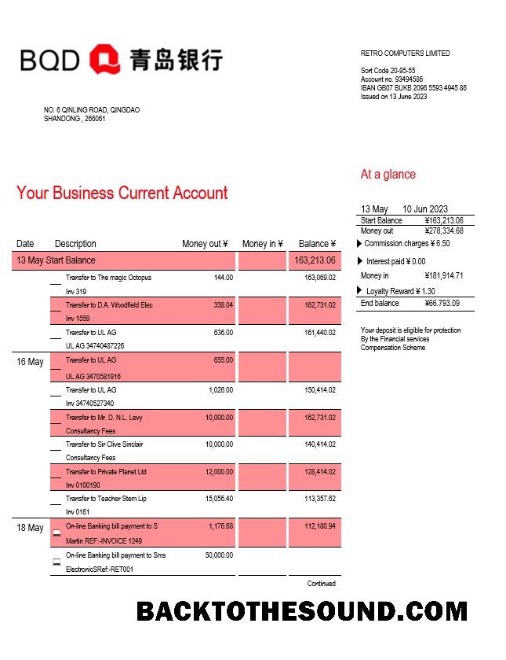 BQD 青岛银行
RETRO COMPUTERS LIMITED
Sort Code 20-95-55
Account no. 93494585
IBAN GB07 BUKB 2096 5593 4945 86
Issued on 13 June 2023
NO. 6 QINLING ROAD, QINGDAO
SHANDONG , 266061
At a glance
Your Business Current Account
13 May 10 Jun 2023
Start Balance ¥163,213.06
Money out ¥278,334.68
Commission charges ¥ 6.50
Interest paid ¥ 0.00
Money in ¥181,914.71
Loyalty Reward ¥ 1.30
End balance ¥66.793.09
Your deposit is eligible for protection
By the Financial services
Compensation Scheme
Date Description Money out ¥ Money in ¥ Balance ¥
13 May Start Balance 163,213.06
Transfer to The magic Octopus 144.00 163,069.02
Inv 319
Transfer to D.A. Woodfield Elec 338.04 162,731.02
Inv 1559
Transfer to UL AG 636.00 161,440.02
UL AG 34740487226
16 May Transfer to UL AG 655.00
UL AG 3470581916
Transfer to UL AG 1,026.00 150,414.02
Inv 34740527340
Transfer to Mr. D. N.L. Levy 10,000.00 162,731.02
Consultancy Fees
Transfer to Sir Clive Sinclair 10,000.00 140,414.02
Consultancy Fees
Transfer to Private Planet Ltd 12,000.00 128,414.02
Inv 0100190
Transfer to Teacher Stem Lip 15,056.40 113,357.62
Inv 0161
18 May On-line Banking bill payment to S 1,176.68 112,180.94
Martin REF:-INVOICE 1249
On-line Banking bill payment to Sma 50,000.00
ElectronicSRef:-RET001
Continued
BACKTOTHESOUND.COM